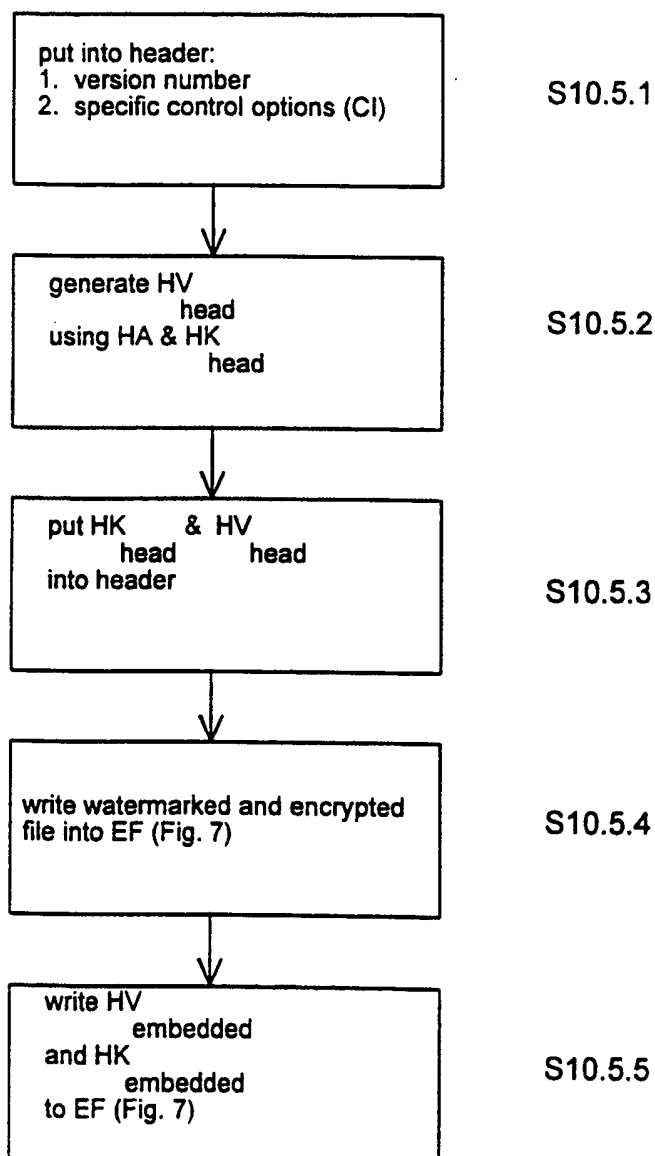 put into header:
1. version number
2. specific control options (CI)
S10.5.1
generate HV
head
using HA & HK
head
S10.5.2
put HK & HV
head head
into header
S10.5.3
write watermarked and encrypted
file into EF (Fig. 7)
S10.5.4
write HV
embedded
and HK
embedded
to EF (Fig. 7)
S10.5.5